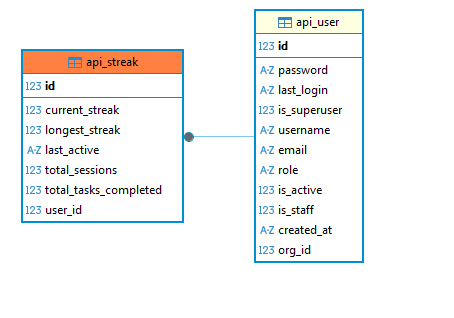 api_streak
123 id
123 current_streak
123 longest_streak
A-Z last_active
123 total_sessions
123 total_tasks_completed
123 user_id
api_user
123 id
A-Z password
A-Z last_login
123 is_superuser
A-Z username
A-Z email
A-Z role
123 is_active
123 is_staff
A-Z created_at
123 org_id